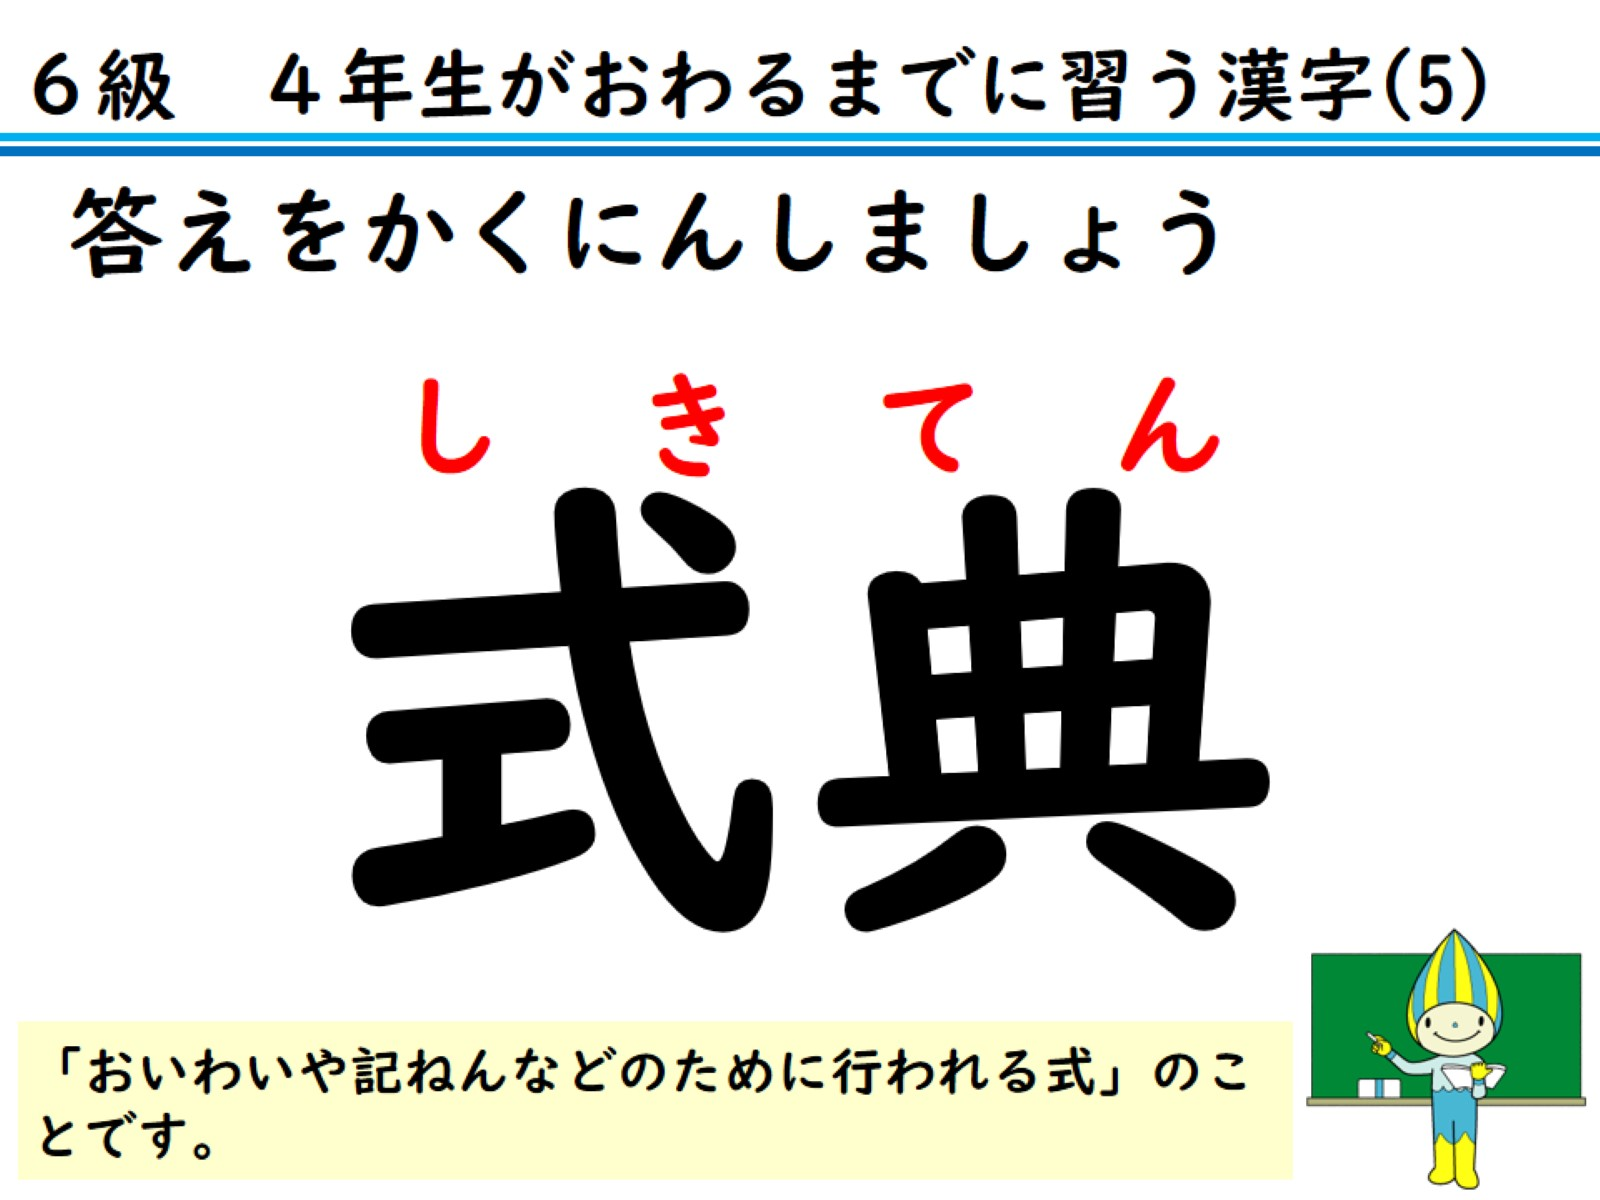 ６級　４年生がおわるまでに習う漢字(5)
答えをかくにんしましょう
しきてん
式典
「おいわいや記ねんなどのために行われる式」のこ
とです。